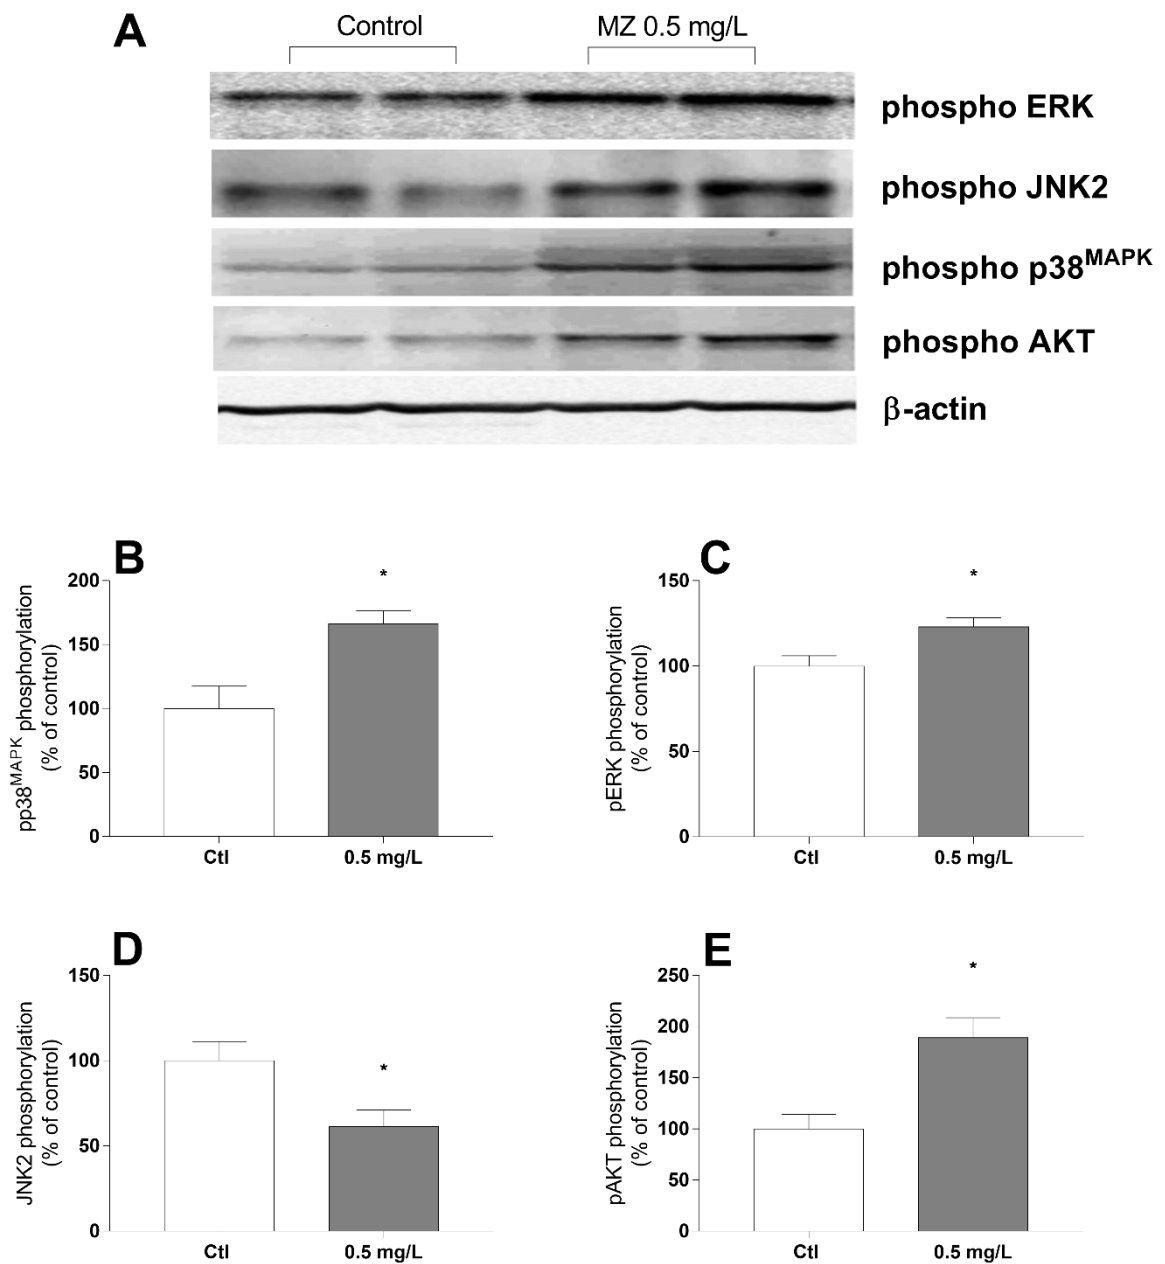 A
Control
MZ 0.5 mg/L
phospho ERK
phospho JNK2
phospho p38MAPK
phospho AKT
β-actin
B
pp38MAPK phosphorylation
(% of control)
200
*
150
100
50
0
Ctl
0.5 mg/L
C
pERK phosphorylation
(% of control)
150
*
100
50
0
Ctl
0.5 mg/L
D
JNK2 phosphorylation
(% of control)
150
100
*
50
0
Ctl
0.5 mg/L
E
pAKT phosphorylation
(% of control)
250
*
200
150
100
50
0
Ctl
0.5 mg/L